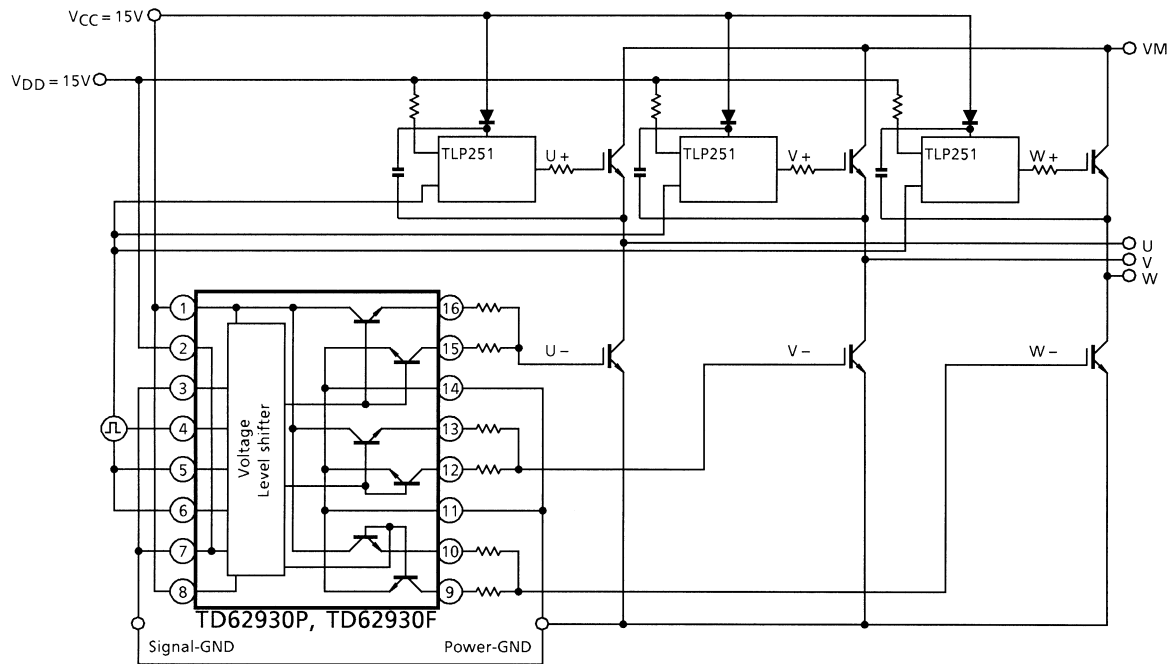 VCC = 15V
VM
VDD = 15V
TLP251
U +
TLP251
V +
TLP251
W +
U
V
W
1
16
2
15
3
14
4
13
5
12
6
11
7
10
8
9
Voltage
Level shifter
U −
V −
W −
TD62930P, TD62930F
Signal-GND
Power-GND